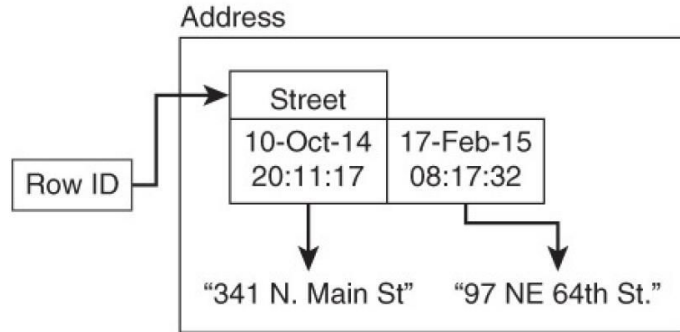 Address
Street
10-Oct-14
20:11:17
17-Feb-15
08:17:32
Row ID
“341 N. Main St”
“97 NE 64th St.”